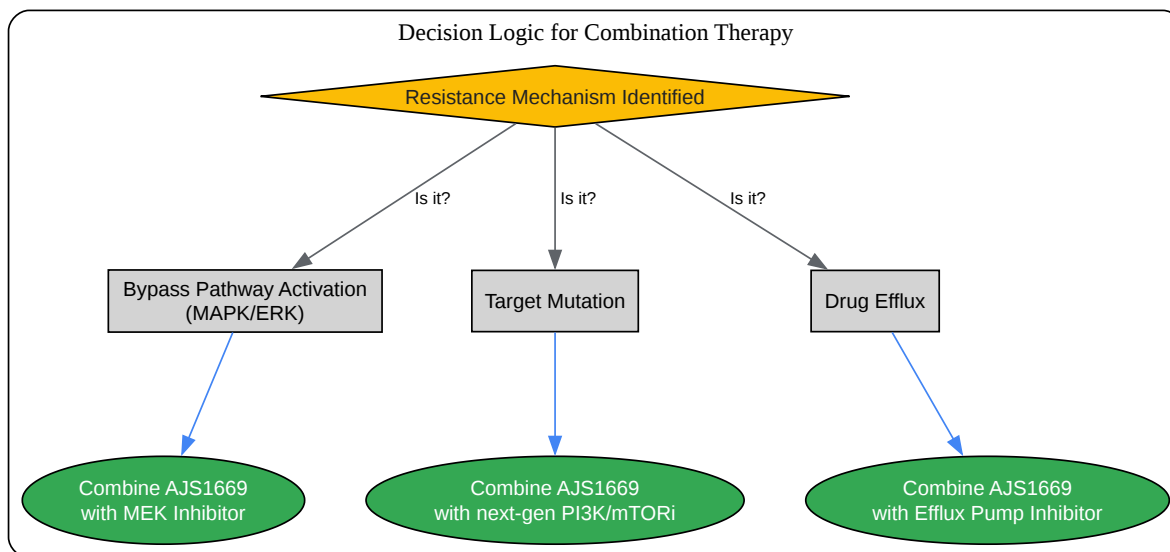 Decision Logic for Combination Therapy
Resistance Mechanism Identified
Is it?
Is it?
Is it?
Bypass Pathway Activation
(MAPK/ERK)
Target Mutation
Drug Efflux
Combine AJS1669
with MEK Inhibitor
Combine AJS1669
with next-gen PI3K/mTORi
Combine AJS1669
with Efflux Pump Inhibitor